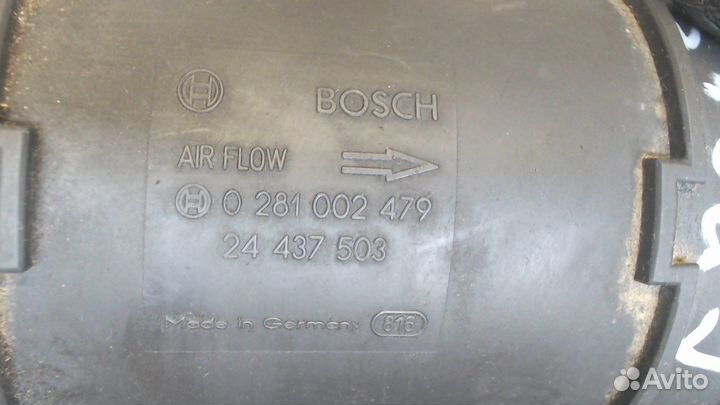 BOSCH
AIR FLOW
0 281 002 479
24 437 503
Made in Germany 816
Avito